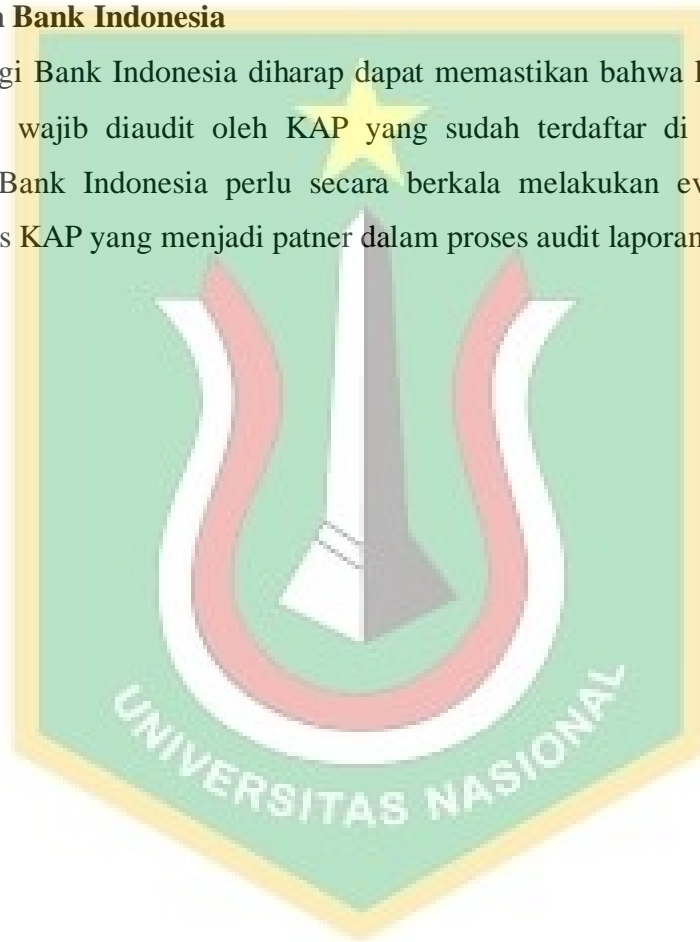 Bank Indonesia
gi Bank Indonesia diharap dapat memastikan bahwa
wajib diaudit oleh KAP yang sudah terdaftar di
Bank Indonesia perlu secara berkala melakukan
s KAP yang menjadi patner dalam proses audit laporan
UNIVERSITAS NASIONAL